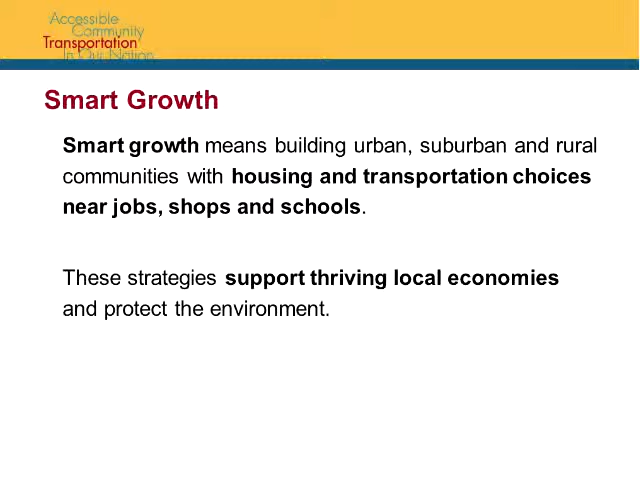 Accessible
Community
Transportation
In Our Nation
Smart Growth
Smart growth means building urban, suburban and rural
communities with housing and transportation choices
near jobs, shops and schools.
These strategies support thriving local economies
and protect the environment.